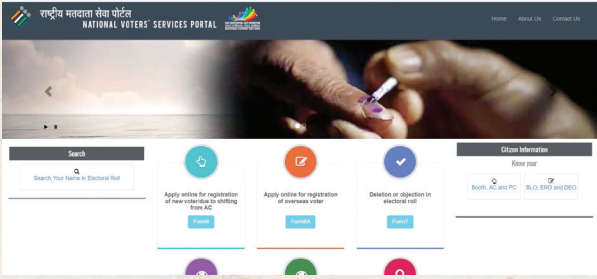 राष्ट्रीय मतदाता सेवा पोर्टल
NATIONAL VOTERS' SERVICES PORTAL
Home About Us Contact Us
Search
Search Your Name in Electoral Roll
Apply online for registration
of new voter/due to shifting
from AC
Form6
Apply online for registration
of overseas voter
Form6A
Deletion or objection in
electoral roll
Form7
Citizen Information
Know your
Booth, AC and PC
BLO, ERO and DEO